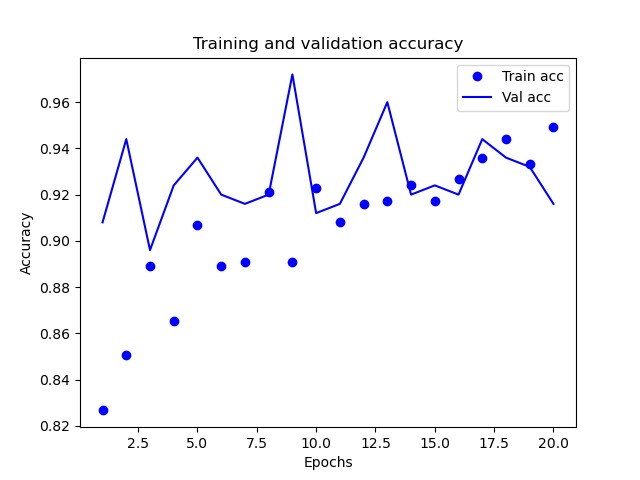 Training and validation accuracy
Train acc
Val acc
0.96
0.94
0.92
0.90
0.88
0.86
0.84
0.82
Accuracy
2.5 5.0 7.5 10.0 12.5 15.0 17.5 20.0
Epochs